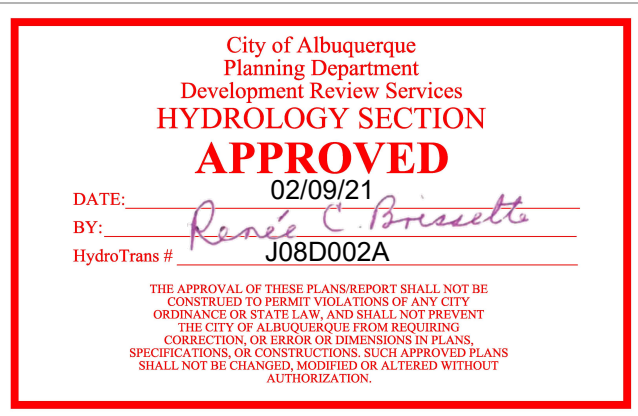 City of Albuquerque
Planning Department
Development Review Services
HYDROLOGY SECTION
APPROVED
DATE: 02/09/21
BY: Renée C. Brissette
HydroTrans # J08D002A
THE APPROVAL OF THESE PLANS/REPORT SHALL NOT BE
CONSTRUED TO PERMIT VIOLATIONS OF ANY CITY
ORDINANCE OR STATE LAW, AND SHALL NOT PREVENT
THE CITY OF ALBUQUERQUE FROM REQUIRING
CORRECTION, OR ERROR OR DIMENSIONS IN PLANS,
SPECIFICATIONS, OR CONSTRUCTIONS. SUCH APPROVED PLANS
SHALL NOT BE CHANGED, MODIFIED OR ALTERED WITHOUT
AUTHORIZATION.